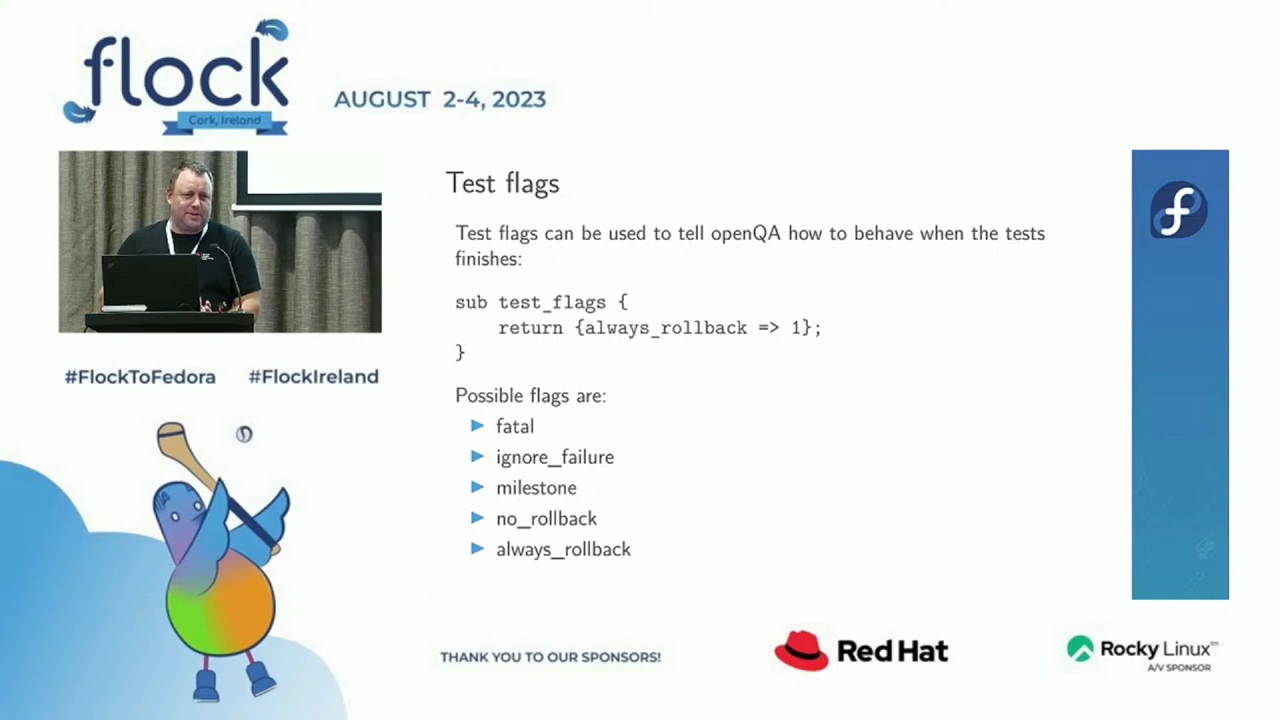 flock
Cork, Ireland
AUGUST 2-4, 2023
Test flags
Test flags can be used to tell openQA how to behave when the tests
finishes:
sub test_flags {
return {always_rollback => 1};
}
Possible flags are:
fatal
ignore_failure
milestone
no_rollback
always_rollback
#FlockToFedora #FlockIreland
THANK YOU TO OUR SPONSORS!
Red Hat
Rocky Linux™
A/V SPONSOR